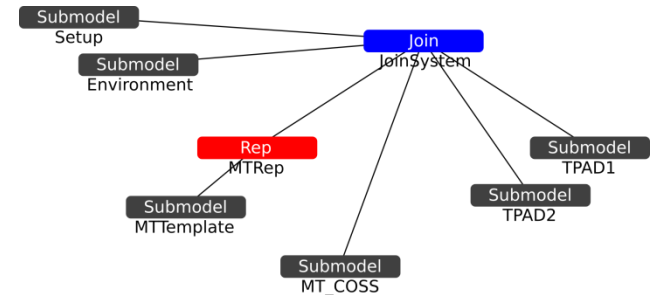 Submodel
Setup
Join
JoinSystem
Submodel
Environment
Rep
MTRep
Submodel
TPAD1
Submodel
TPAD2
Submodel
MTTemplate
Submodel
MT_COSS